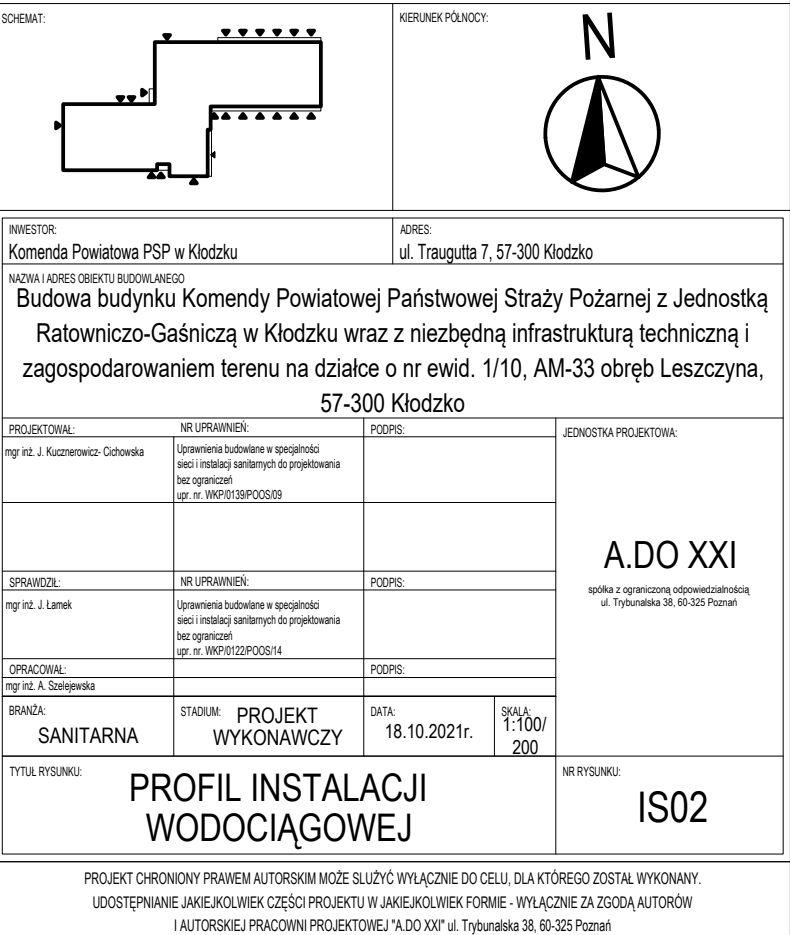 SCHEMAT:
KIERUNEK PÓŁNOCY:
N
INWESTOR:
Komenda Powiatowa PSP w Kłodzku
ADRES:
ul. Traugutta 7, 57-300 Kłodzko
NAZWA I ADRES OBIEKTU BUDOWLANEGO
Budowa budynku Komendy Powiatowej Państwowej Straży Pożarnej z Jednostką
Ratowniczo-Gaśniczą w Kłodzku wraz z niezbędną infrastrukturą techniczną i
zagospodarowaniem terenu na działce o nr ewid. 1/10, AM-33 obręb Leszczyna,
57-300 Kłodzko
PROJEKTOWAŁ:
NR UPRAWNIEŃ:
PODPIS:
JEDNOSTKA PROJEKTOWA:
mgr inż. J. Kucznerowicz- Cichowska
Uprawnienia budowlane w specjalności
sieci i instalacji sanitarnych do projektowania
bez ograniczeń
upr. nr. WKP/0139/POOS/09
A.DO XXI
spółka z ograniczoną odpowiedzialnością
ul. Trybunalska 38, 60-325 Poznań
SPRAWDZIŁ:
NR UPRAWNIEŃ:
PODPIS:
mgr inż. J. Łamek
Uprawnienia budowlane w specjalności
sieci i instalacji sanitarnych do projektowania
bez ograniczeń
upr. nr. WKP/0122/POOS/14
OPRACOWAŁ:
PODPIS:
mgr inż. A. Szelejewska
BRANŻA:
SANITARNA
STADIUM:
PROJEKT
WYKONAWCZY
DATA:
18.10.2021r.
SKALA:
1:100/
200
TYTUŁ RYSUNKU:
PROFIL INSTALACJI
WODOCIĄGOWEJ
NR RYSUNKU:
IS02
PROJEKT CHRONIONY PRAWEM AUTORSKIM MOŻE SLUŻYĆ WYŁĄCZNIE DO CELU, DLA KTÓREGO ZOSTAŁ WYKONANY.
UDOSTĘPNIANIE JAKIEJKOLWIEK CZĘŚCI PROJEKTU W JAKIEJKOLWIEK FORMIE - WYŁĄCZNIE ZA ZGODĄ AUTORÓW
I AUTORSKIEJ PRACOWNI PROJEKTOWEJ "A.DO XXI" ul. Trybunalska 38, 60-325 Poznań